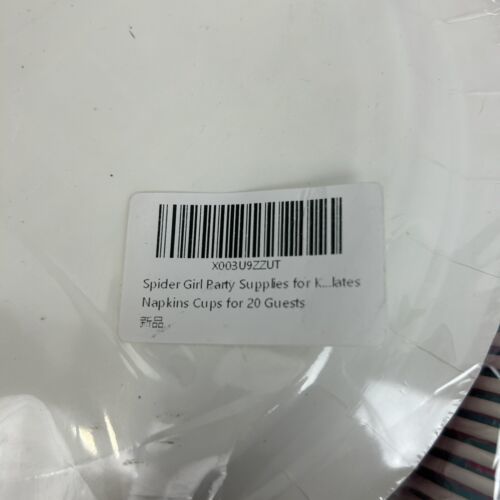 X003U9ZZUT
Spider Girl Party Supplies for K...lates
Napkins Cups for 20 Guests
新品